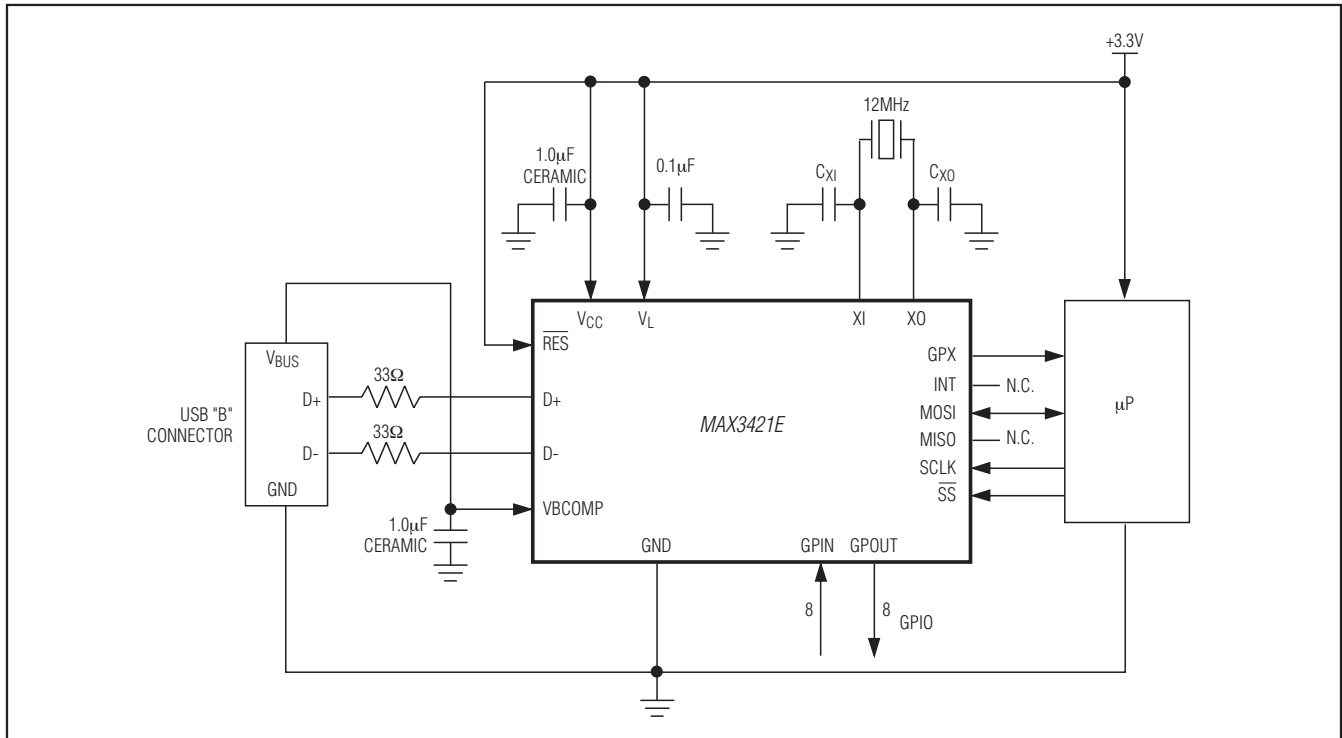 +3.3V
12MHz
1.0µF
CERAMIC
0.1µF
CXI
CXO
VCC
VL
XI
XO
RES
VBUS
33Ω
D+
D+
GPX
INT
N.C.
µP
USB "B"
CONNECTOR
MAX3421E
MOSI
33Ω
MISO
N.C.
D-
D-
SCLK
GND
SS
VBCOMP
1.0µF
CERAMIC
GND
GPIN
GPOUT
8
8
GPIO